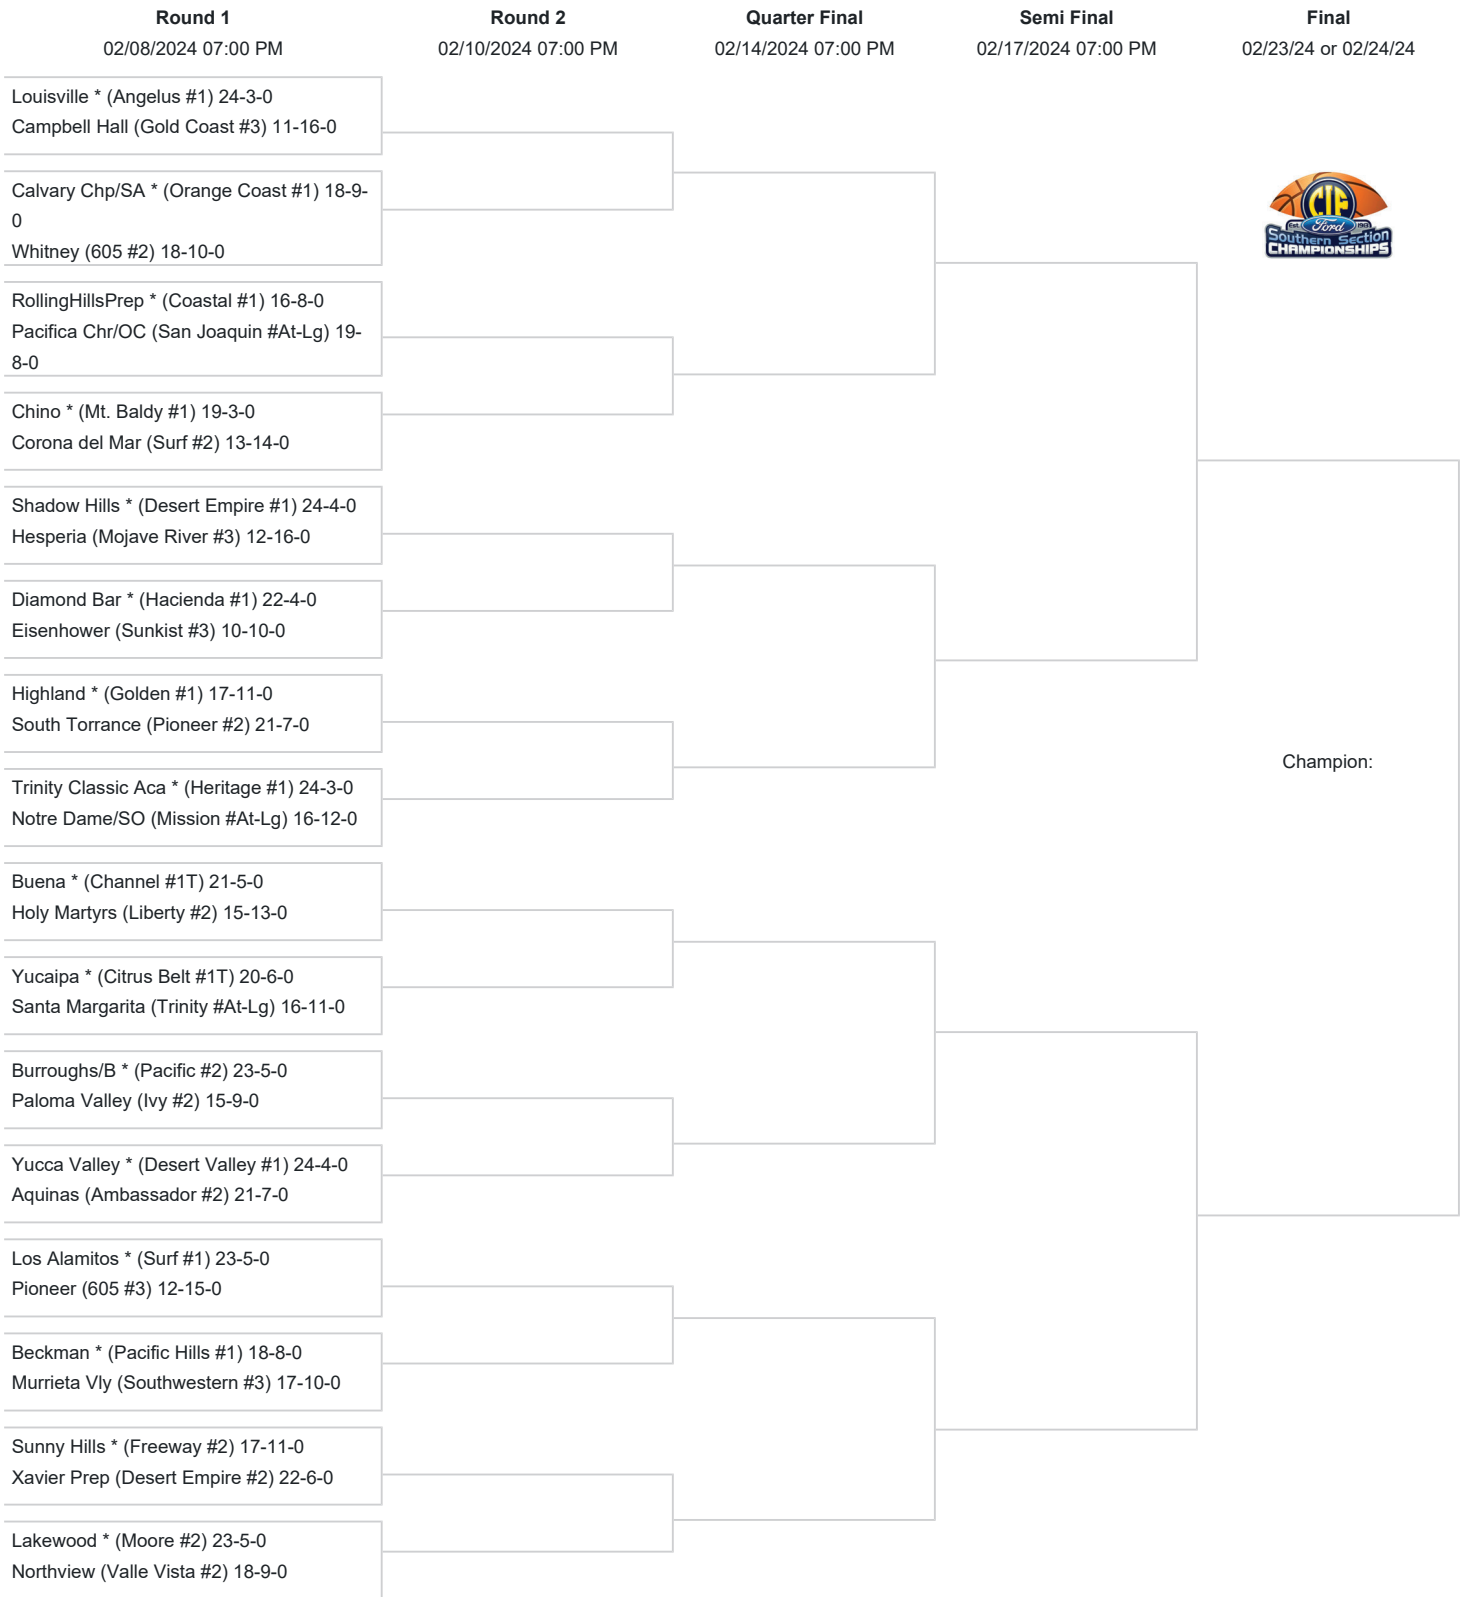 Round 1
02/08/2024 07:00 PM
Round 2
02/10/2024 07:00 PM
Quarter Final
02/14/2024 07:00 PM
Semi Final
02/17/2024 07:00 PM
Final
02/23/24 or 02/24/24
Louisville * (Angelus #1) 24-3-0
Campbell Hall (Gold Coast #3) 11-16-0
Calvary Chp/SA * (Orange Coast #1) 18-9-
0
Whitney (605 #2) 18-10-0
RollingHillsPrep * (Coastal #1) 16-8-0
Pacifica Chr/OC (San Joaquin #At-Lg) 19-
8-0
Chino * (Mt. Baldy #1) 19-3-0
Corona del Mar (Surf #2) 13-14-0
Shadow Hills * (Desert Empire #1) 24-4-0
Hesperia (Mojave River #3) 12-16-0
Diamond Bar * (Hacienda #1) 22-4-0
Eisenhower (Sunkist #3) 10-10-0
Highland * (Golden #1) 17-11-0
South Torrance (Pioneer #2) 21-7-0
Trinity Classic Aca * (Heritage #1) 24-3-0
Notre Dame/SO (Mission #At-Lg) 16-12-0
Buena * (Channel #1T) 21-5-0
Holy Martyrs (Liberty #2) 15-13-0
Yucaipa * (Citrus Belt #1T) 20-6-0
Santa Margarita (Trinity #At-Lg) 16-11-0
Burroughs/B * (Pacific #2) 23-5-0
Paloma Valley (Ivy #2) 15-9-0
Yucca Valley * (Desert Valley #1) 24-4-0
Aquinas (Ambassador #2) 21-7-0
Los Alamitos * (Surf #1) 23-5-0
Pioneer (605 #3) 12-15-0
Beckman * (Pacific Hills #1) 18-8-0
Murrieta Vly (Southwestern #3) 17-10-0
Sunny Hills * (Freeway #2) 17-11-0
Xavier Prep (Desert Empire #2) 22-6-0
Lakewood * (Moore #2) 23-5-0
Northview (Valle Vista #2) 18-9-0
CIF
Ford
Southern Section
CHAMPIONSHIPS
Champion: